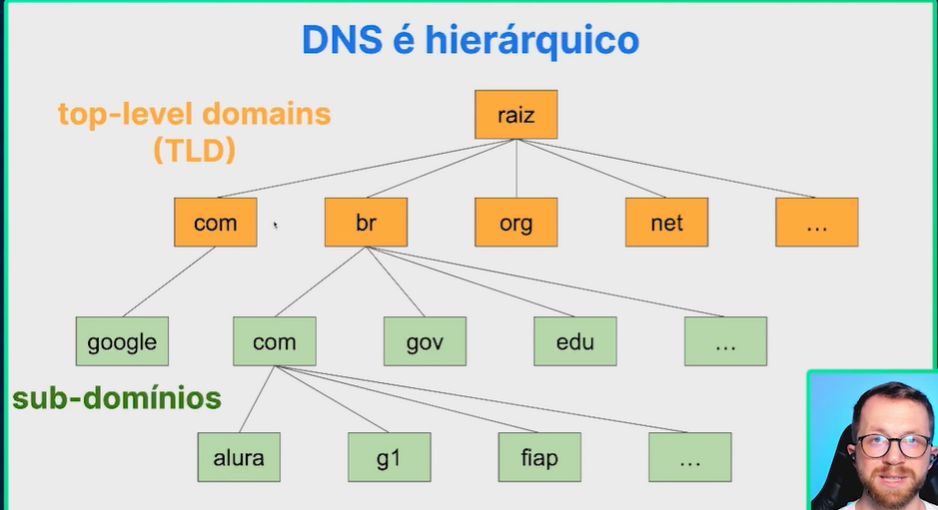 DNS é hierárquico
top-level domains
(TLD)
raiz
com
br
org
net
...
google
com
gov
edu
...
sub-domínios
alura
g1
fiap
...